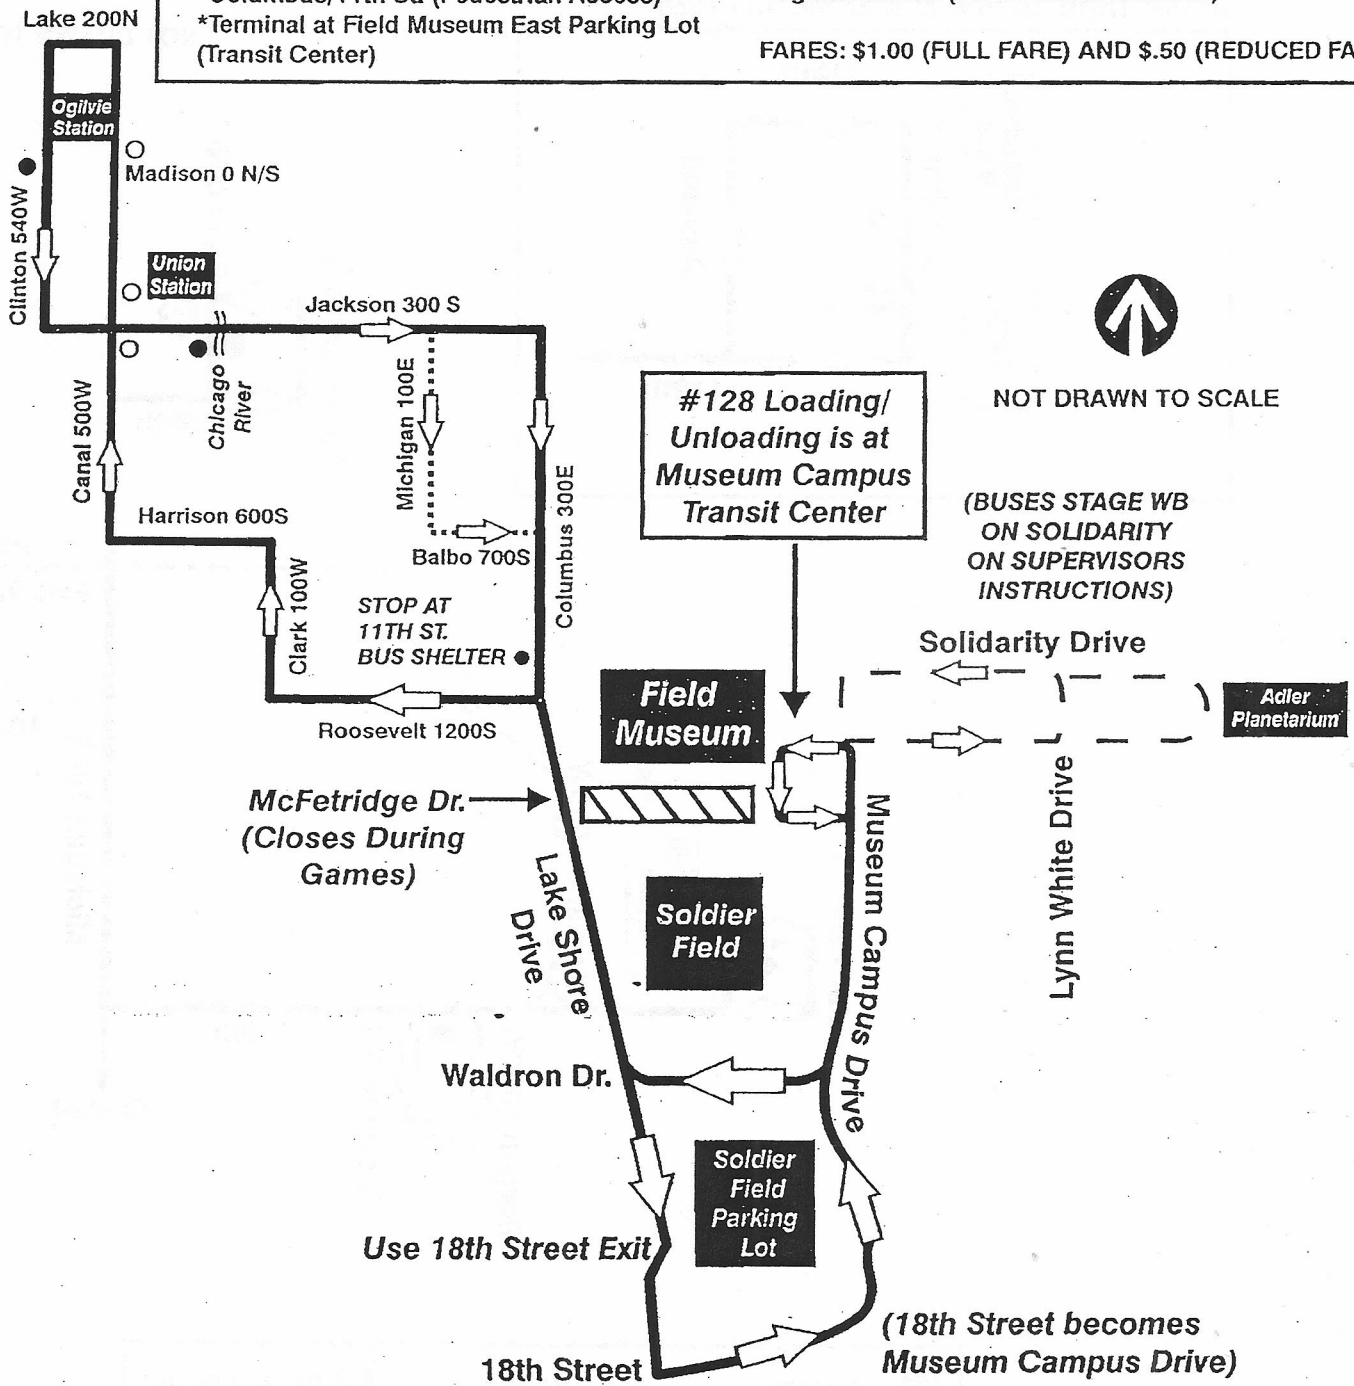 Lake 200N
*Terminal at Field Museum East Parking Lot
(Transit Center)
FARES: $1.00 (FULL FARE) AND $.50 (REDUCED FA
Ogilvie
Station
Madison 0 N/S
Clinton 540W
Union
Station
Jackson 300 S
Chicago
River
Michigan 100E
Canal 500W
Harrison 600S
Balbo 700S
Columbus 300E
Clark 100W
STOP AT
11TH ST.
BUS SHELTER
Roosevelt 1200S
#128 Loading/
Unloading is at
Museum Campus
Transit Center
NOT DRAWN TO SCALE
(BUSES STAGE WB
ON SOLIDARITY
ON SUPERVISORS
INSTRUCTIONS)
Solidarity Drive
Field
Museum
Adler
Planetarium
McFetridge Dr.
(Closes During
Games)
Lake Shore
Drive
Soldier
Field
Museum Campus Drive
Lynn White Drive
Waldron Dr.
Soldier
Field
Parking
Lot
Use 18th Street Exit
18th Street
(18th Street becomes
Museum Campus Drive)